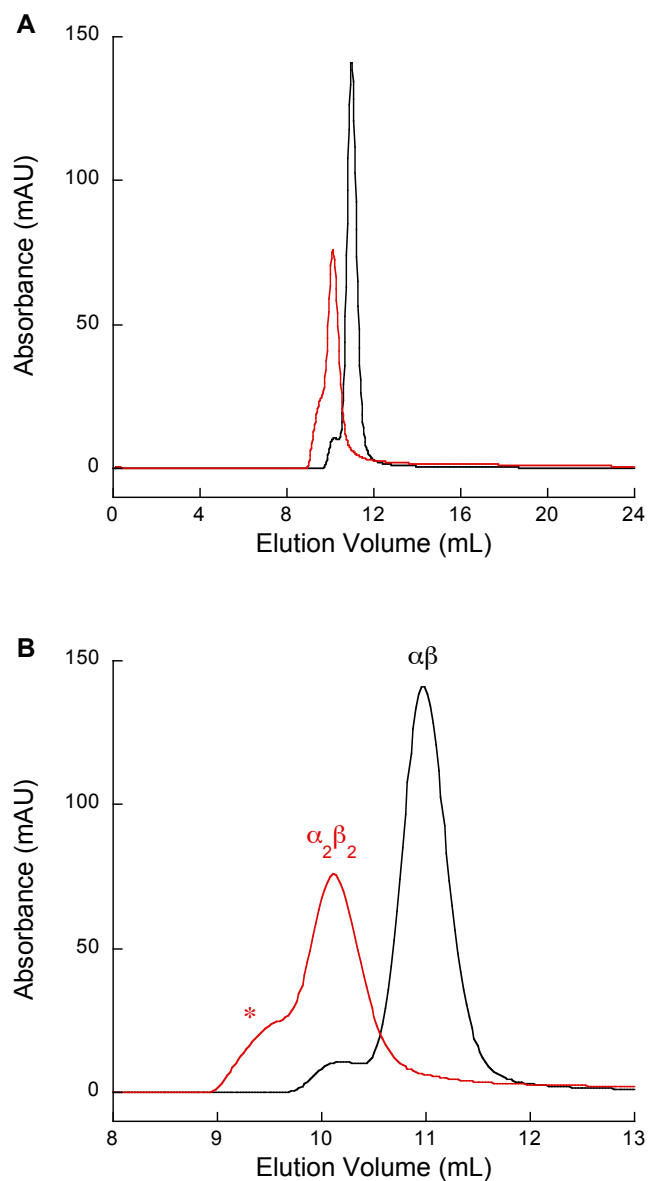 A
150
100
50
0
Absorbance (mAU)
0 4 8 12 16 20 24
Elution Volume (mL)
B
150
100
50
0
Absorbance (mAU)
αβ
α₂β₂
*
8 9 10 11 12 13
Elution Volume (mL)